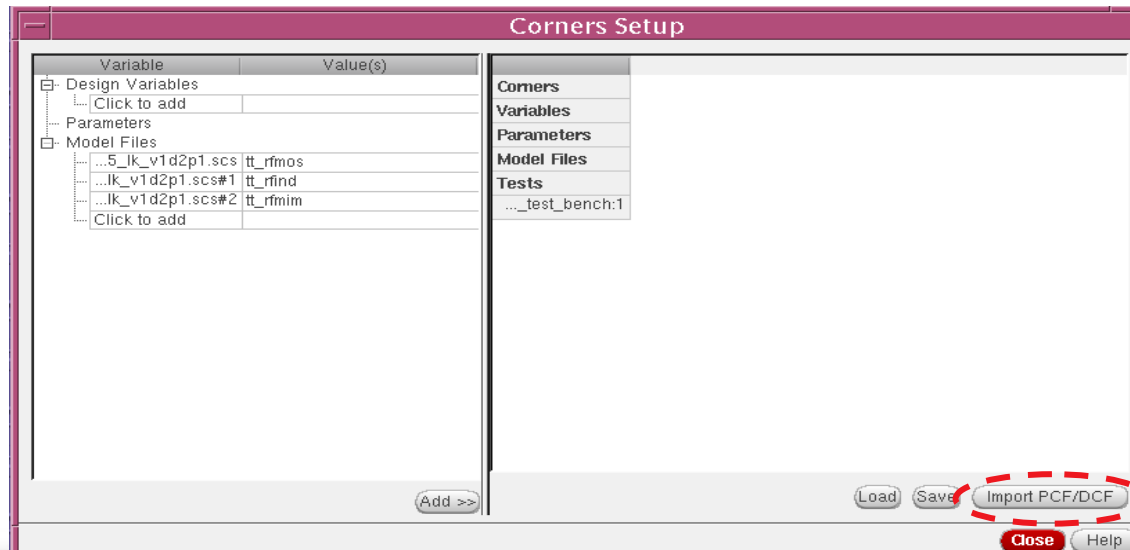 Corners Setup
Variable Value(s)
Design Variables
Click to add
Parameters
Model Files
...5_lk_v1d2p1.scs tt_rfmos
...lk_v1d2p1.scs#1 tt_rfind
...lk_v1d2p1.scs#2 tt_rfmim
Click to add
Add >>
Corners
Variables
Parameters
Model Files
Tests
..._test_bench:1
Load Save Import PCF/DCF
Close Help